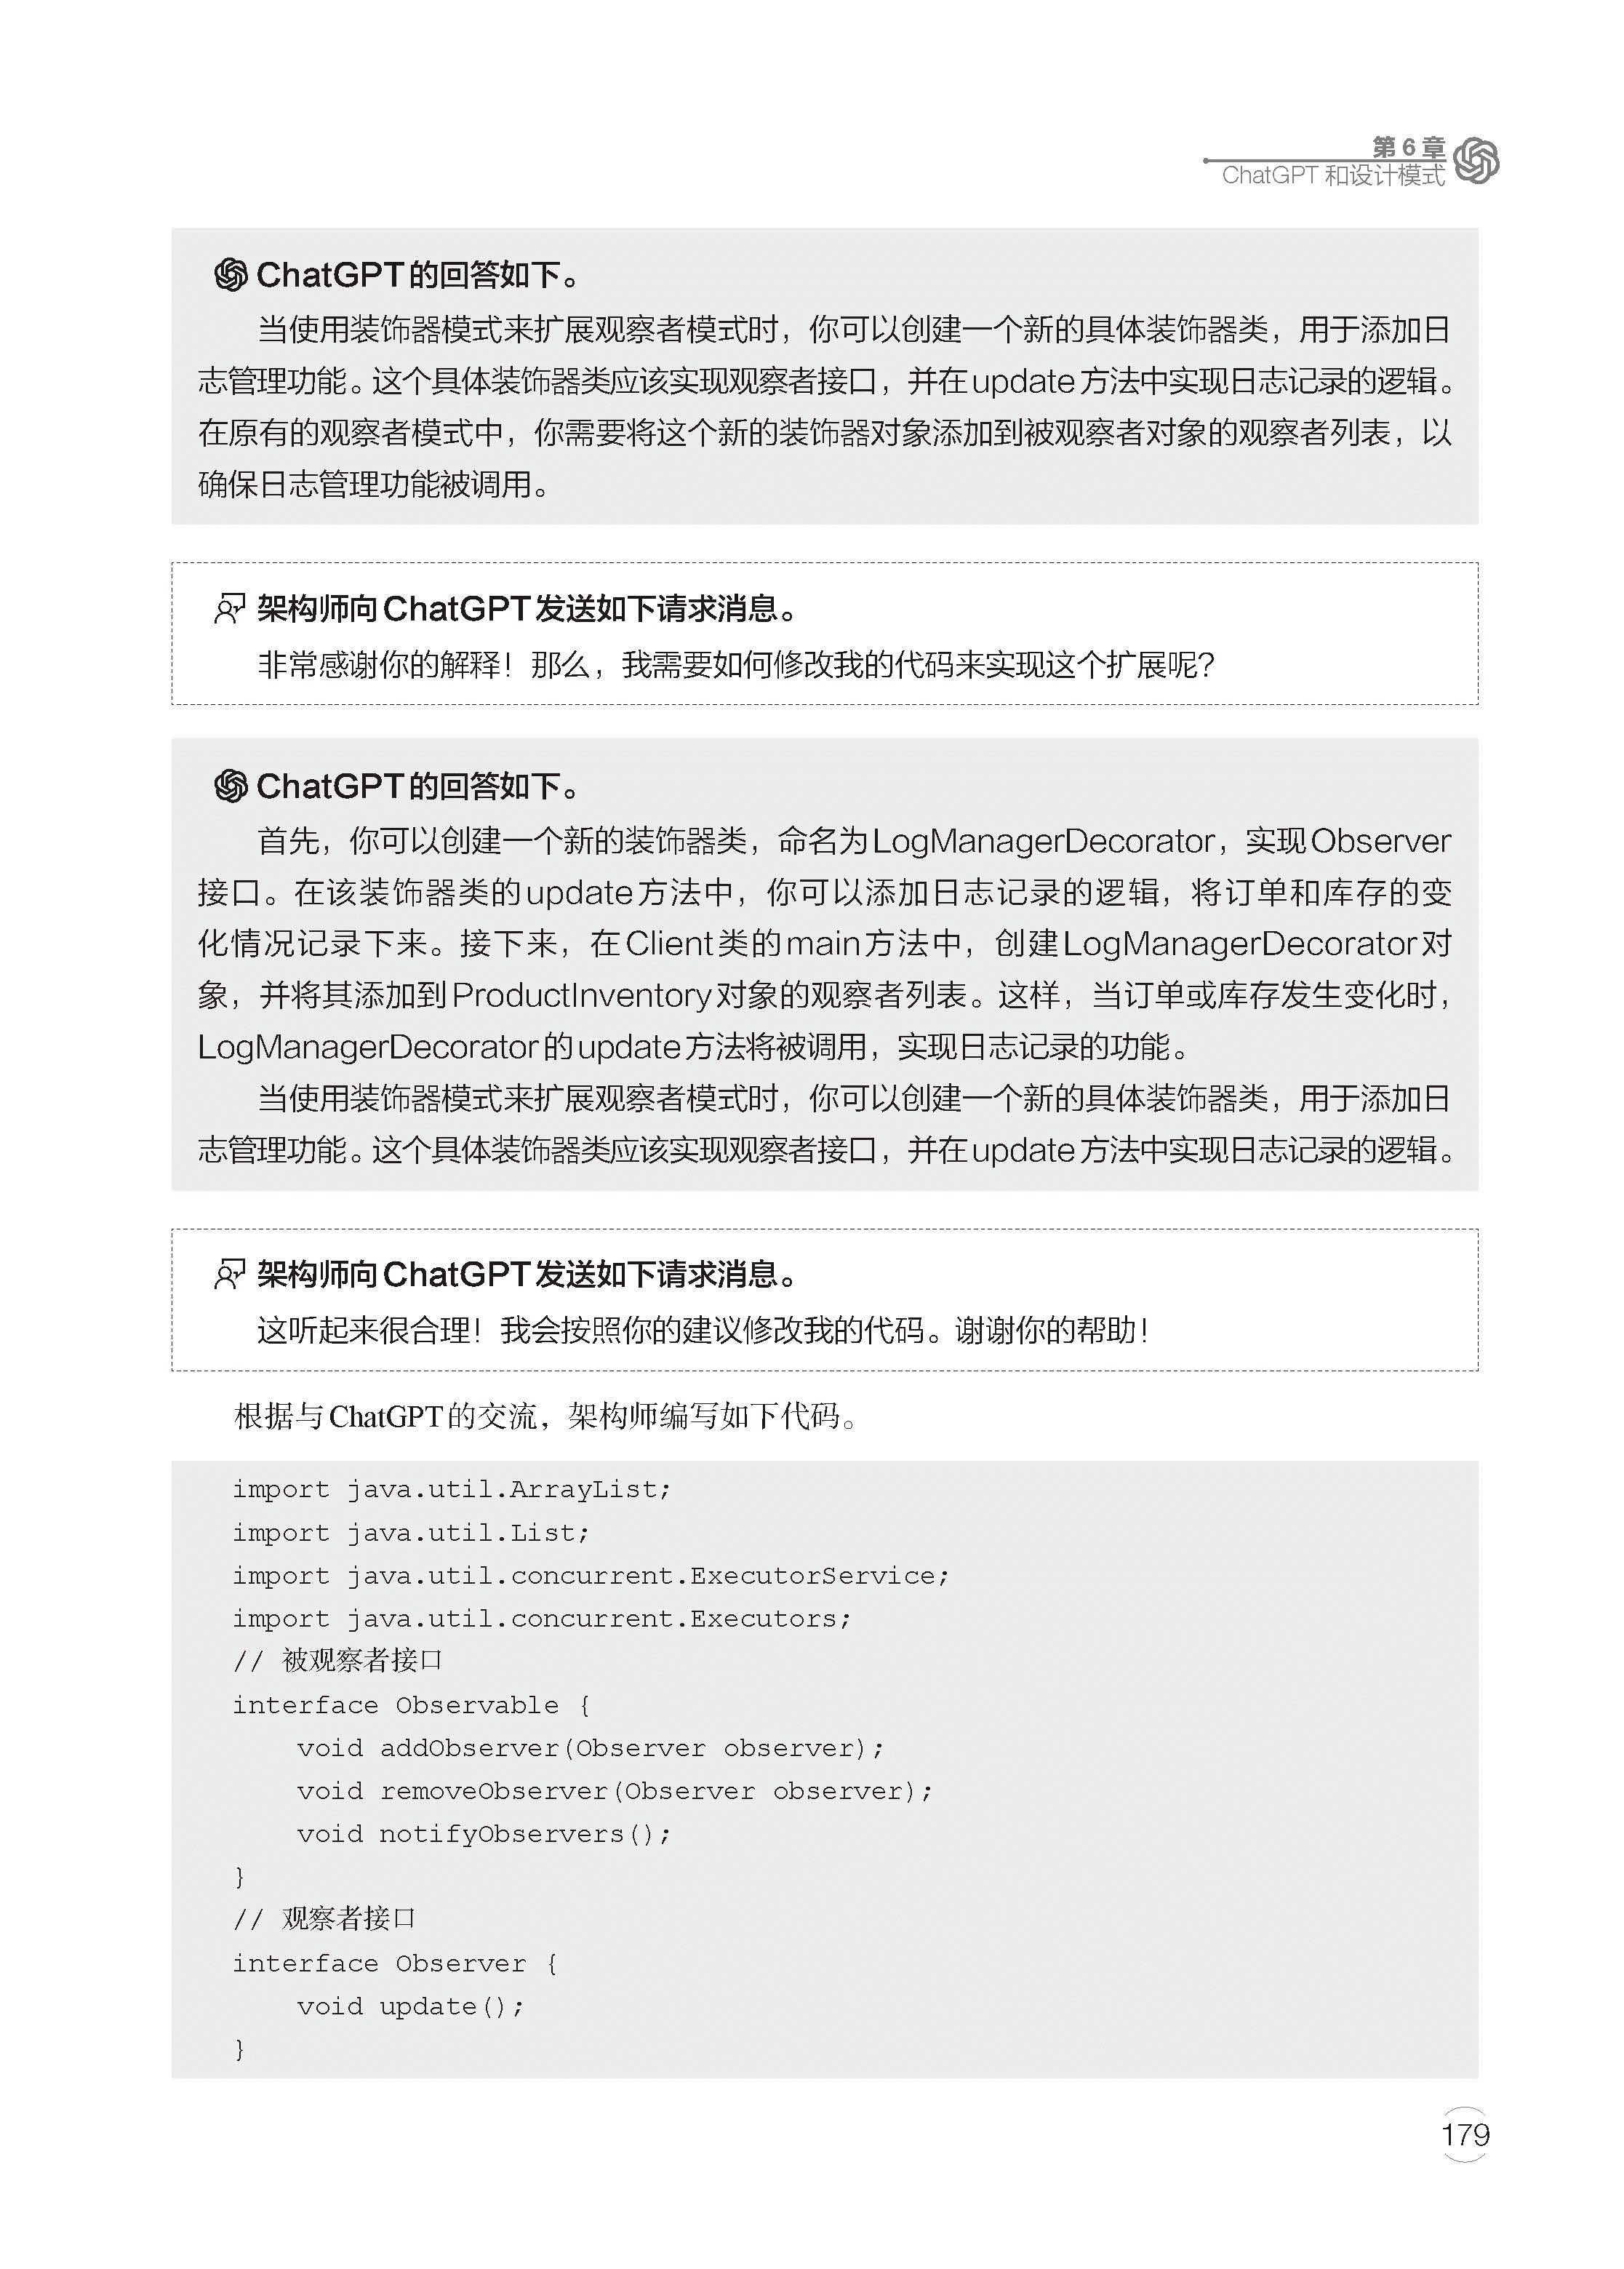 第 6 章
ChatGPT 和设计模式
ChatGPT的回答如下。
当使用装饰器模式来扩展观察者模式时，你可以创建一个新的具体装饰器类，用于添加日
志管理功能。这个具体装饰器类应该实现观察者接口，并在update方法中实现日志记录的逻辑。
在原有的观察者模式中，你需要将这个新的装饰器对象添加到被观察者对象的观察者列表，以
确保日志管理功能被调用。
架构师向ChatGPT发送如下请求消息。
非常感谢你的解释！那么，我需要如何修改我的代码来实现这个扩展呢？
ChatGPT的回答如下。
首先，你可以创建一个新的装饰器类，命名为LogManagerDecorator，实现Observer
接口。在该装饰器类的update方法中，你可以添加日志记录的逻辑，将订单和库存的变
化情况记录下来。接下来，在Client类的main方法中，创建LogManagerDecorator对
象，并将其添加到ProductInventory对象的观察者列表。这样，当订单或库存发生变化时，
LogManagerDecorator的update方法将被调用，实现日志记录的功能。
当使用装饰器模式来扩展观察者模式时，你可以创建一个新的具体装饰器类，用于添加日
志管理功能。这个具体装饰器类应该实现观察者接口，并在update方法中实现日志记录的逻辑。
架构师向ChatGPT发送如下请求消息。
这听起来很合理！我会按照你的建议修改我的代码。谢谢你的帮助！
根据与ChatGPT的交流，架构师编写如下代码。
import java.util.ArrayList;
import java.util.List;
import java.util.concurrent.ExecutorService;
import java.util.concurrent.Executors;
// 被观察者接口
interface Observable {
    void addObserver(Observer observer);
    void removeObserver(Observer observer);
    void notifyObservers();
}
// 观察者接口
interface Observer {
    void update();
}
179